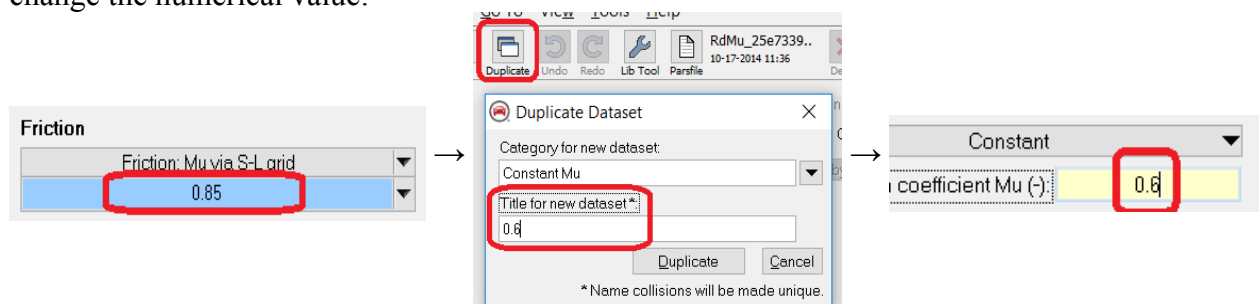 change the numerical value.
Go To View Tools Help
RdMu_25e7339..
10-17-2014 11:36
Duplicate Undo Redo Lib Tool Parsfile De
Friction
Friction: Mu via S-L grid
0.85
→
Duplicate Dataset
Category for new dataset:
Constant Mu
Title for new dataset*:
0.6
Duplicate Cancel
* Name collisions will be made unique.
→
Constant
coefficient Mu (-): 0.6